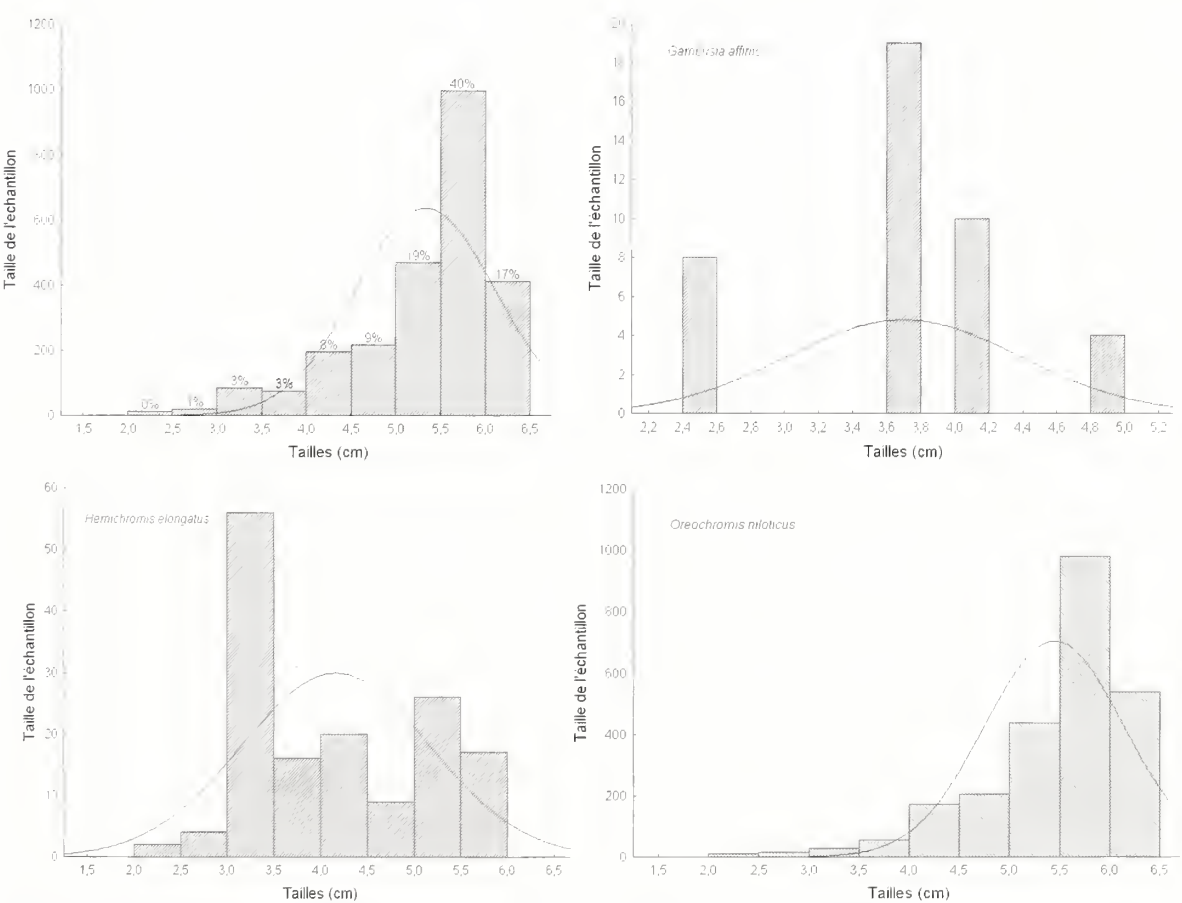 1200
1000
800
600
400
200
0
40%
19%
17%
9%
8%
3%
3%
1%
0%
1,5 2,0 2,5 3,0 3,5 4,0 4,5 5,0 5,5 6,0 6,5
Tailles (cm)
Taille de l'échantillon
Gambusia affinis
20
18
16
14
12
10
8
6
4
2
0
2,2 2,4 2,6 2,8 3,0 3,2 3,4 3,6 3,8 4,0 4,2 4,4 4,6 4,8 5,0 5,2
Tailles (cm)
Taille de l'échantillon
Hemichromis elongatus
60
50
40
30
20
10
0
1,5 2,0 2,5 3,0 3,5 4,0 4,5 5,0 5,5 6,0 6,5
Tailles (cm)
Taille de l'échantillon
Oreochromis niloticus
1200
1000
800
600
400
200
0
1,5 2,0 2,5 3,0 3,5 4,0 4,5 5,0 5,5 6,0 6,5
Tailles (cm)
Taille de l'échantillon